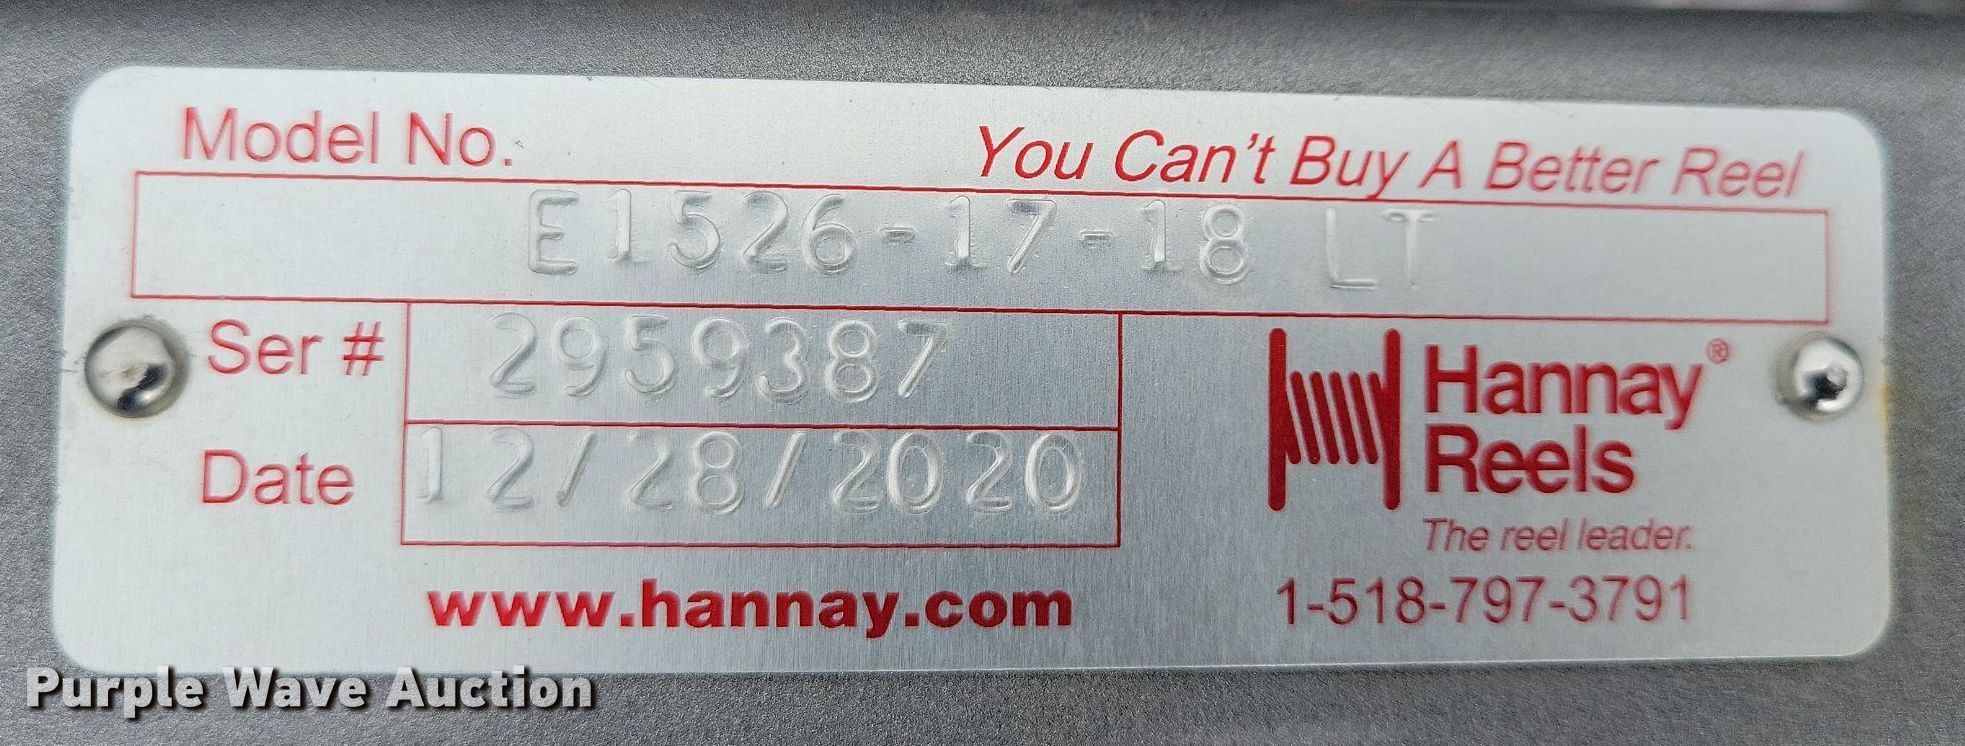 Model No.
You Can't Buy A Better Reel
E1526-17-18 LT
Ser # 2959387
Date 12/28/2020
Hannay®
Reels
The reel leader.
www.hannay.com
1-518-797-3791
Purple Wave Auction